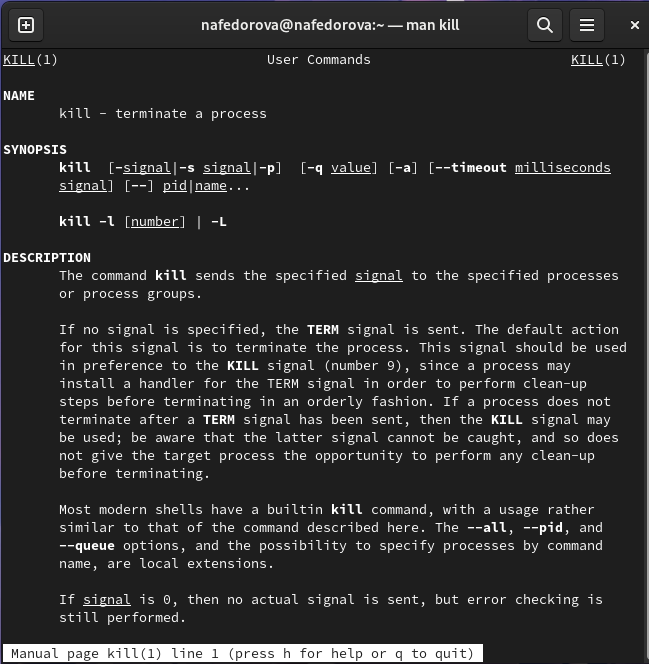 nafedorova@nafedorova:~ — man kill
KILL(1) User Commands KILL(1)
NAME
kill - terminate a process
SYNOPSIS
kill [-signal|-s signal|-p] [-q value] [-a] [--timeout milliseconds
signal] [--] pid|name...
kill -l [number] | -L
DESCRIPTION
The command kill sends the specified signal to the specified processes
or process groups.
If no signal is specified, the TERM signal is sent. The default action
for this signal is to terminate the process. This signal should be used
in preference to the KILL signal (number 9), since a process may
install a handler for the TERM signal in order to perform clean-up
steps before terminating in an orderly fashion. If a process does not
terminate after a TERM signal has been sent, then the KILL signal may
be used; be aware that the latter signal cannot be caught, and so does
not give the target process the opportunity to perform any clean-up
before terminating.
Most modern shells have a builtin kill command, with a usage rather
similar to that of the command described here. The --all, --pid, and
--queue options, and the possibility to specify processes by command
name, are local extensions.
If signal is 0, then no actual signal is sent, but error checking is
still performed.
Manual page kill(1) line 1 (press h for help or q to quit)